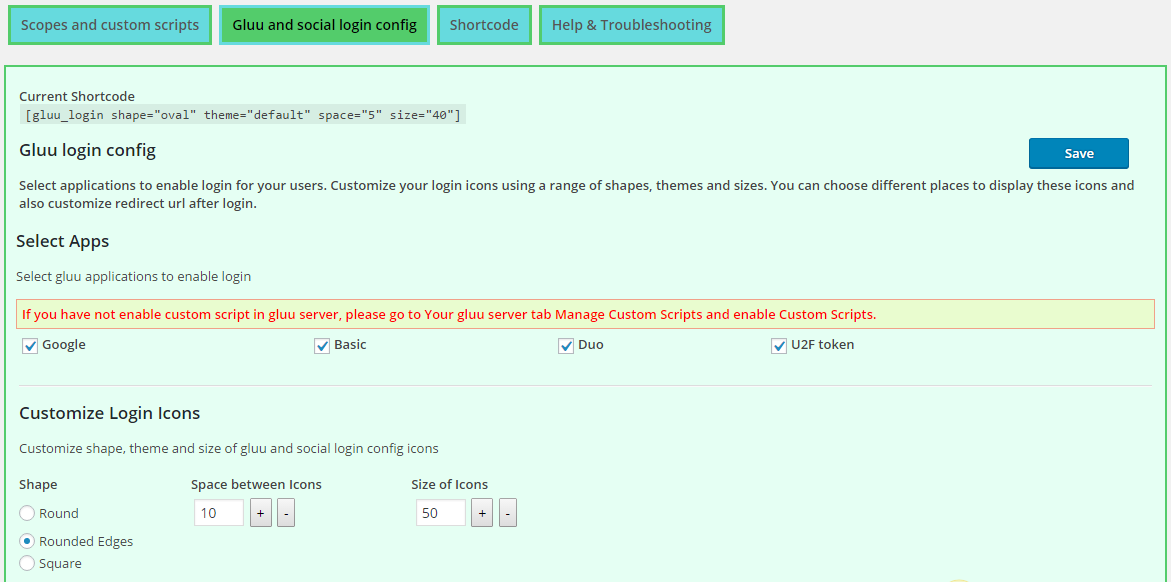 Scopes and custom scripts Gluu and social login config Shortcode Help & Troubleshooting
Current Shortcode
[gluu_login shape="oval" theme="default" space="5" size="40"]
Gluu login config
Save
Select applications to enable login for your users. Customize your login icons using a range of shapes, themes and sizes. You can choose different places to display these icons and
also customize redirect url after login.
Select Apps
Select gluu applications to enable login
If you have not enable custom script in gluu server, please go to Your gluu server tab Manage Custom Scripts and enable Custom Scripts.
Google Basic Duo U2F token
Customize Login Icons
Customize shape, theme and size of gluu and social login config icons
Shape Space between Icons Size of Icons
Round 10 + - 50 + -
Rounded Edges
Square